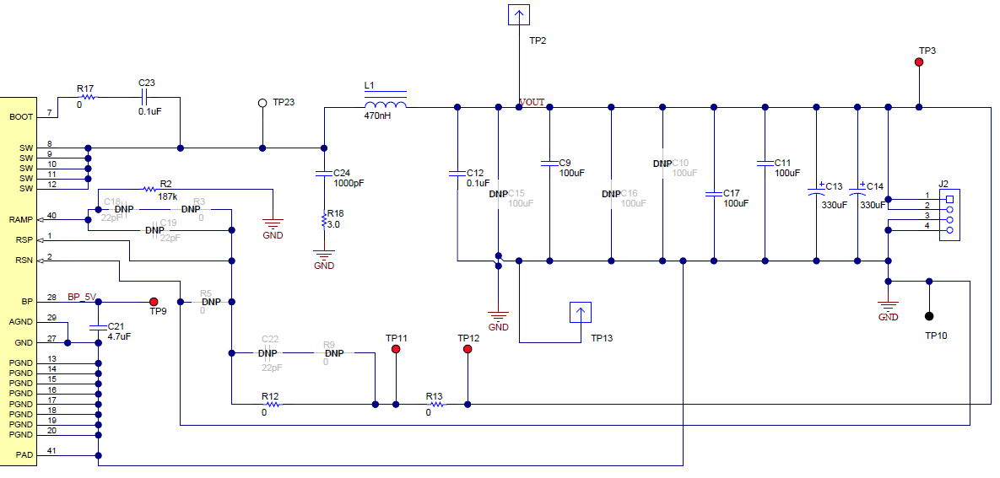 TP2
TP3
R17
0
C23
0.1uF
TP23
L1
470nH
VOUT
BOOT 7
SW 8
SW 9
SW 10
SW 11
SW 12
C24
1000pF
R18
3.0
C12
0.1uF
DNP C15
100uF
C9
100uF
DNP C16
100uF
DNP C10
100uF
C17
100uF
C11
100uF
+ C13
330uF
+ C14
330uF
J2
1
2
3
4
R2
187k
C18 DNP
22pF
R3
DNP
0
DNP C19
22pF
RAMP 40
RSP 1
RSN 2
GND
GND
GND
GND
BP 28 BP_5V
TP9
R5 DNP
0
AGND 29
GND 27
C21
4.7uF
TP13
TP10
C22
DNP
22pF
R9
DNP
0
TP11
TP12
PGND 13
PGND 14
PGND 15
PGND 16
PGND 17
PGND 18
PGND 19
PGND 20
PAD 41
R12
0
R13
0